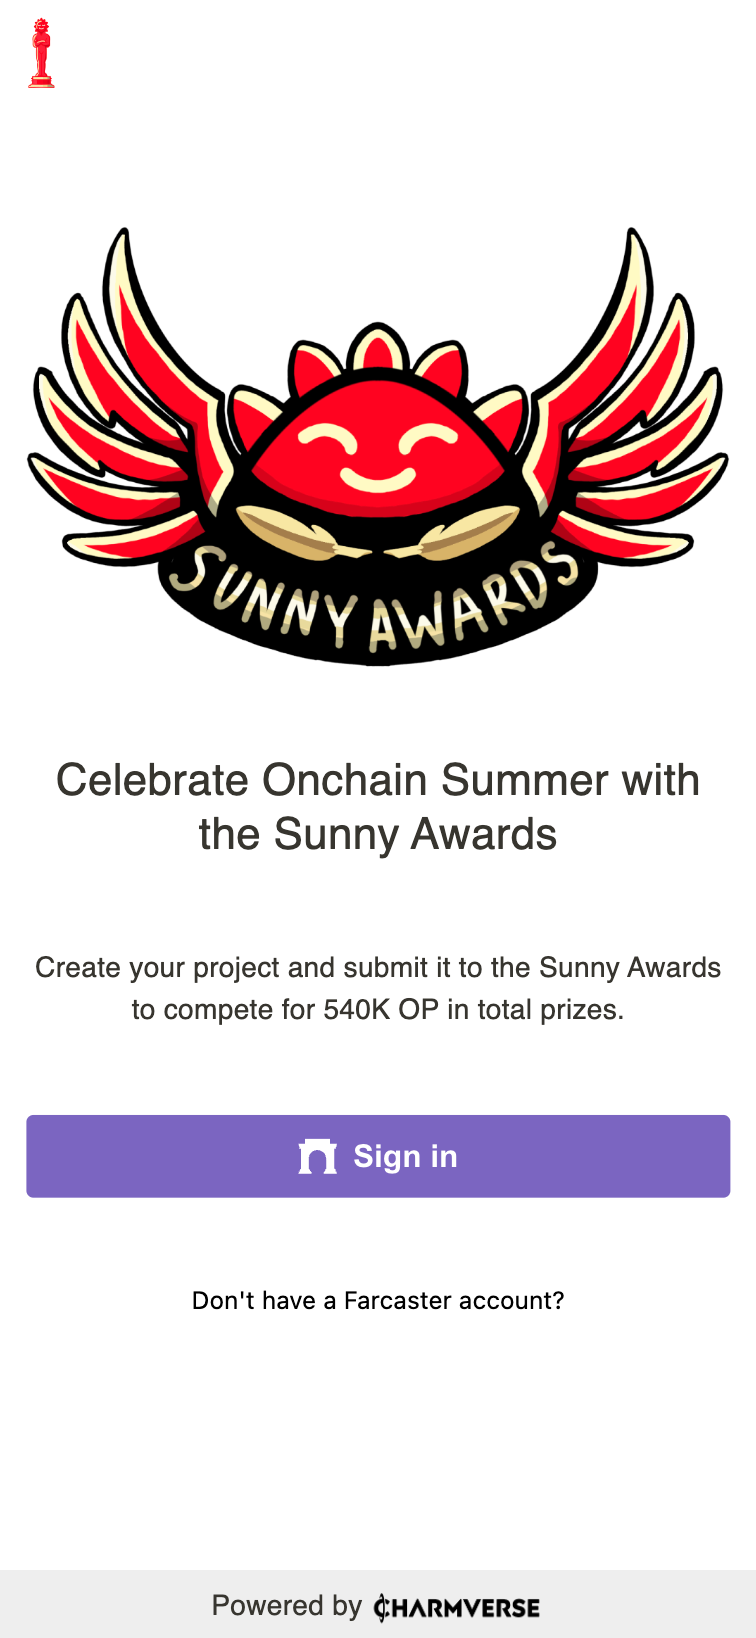 SUNNY AWARDS
Celebrate Onchain Summer with
the Sunny Awards
Create your project and submit it to the Sunny Awards
to compete for 540K OP in total prizes.
Sign in
Don't have a Farcaster account?
Powered by CHARMVERSE